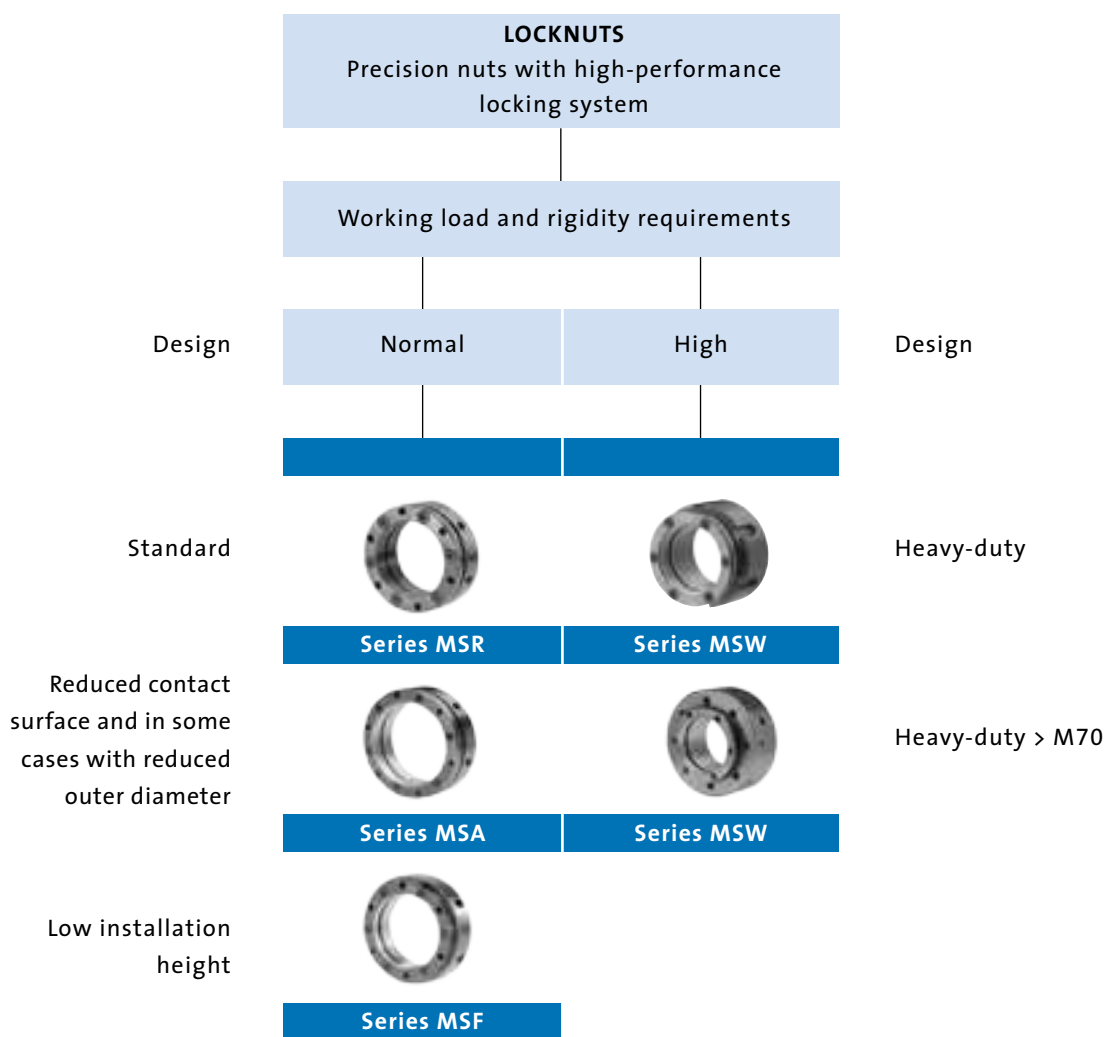 LOCKNUTS
Precision nuts with high-performance
locking system
Working load and rigidity requirements
Design
Normal
High
Design
Standard
Heavy-duty
Series MSR
Series MSW
Reduced contact
surface and in some
cases with reduced
outer diameter
Heavy-duty > M70
Series MSA
Series MSW
Low installation
height
Series MSF